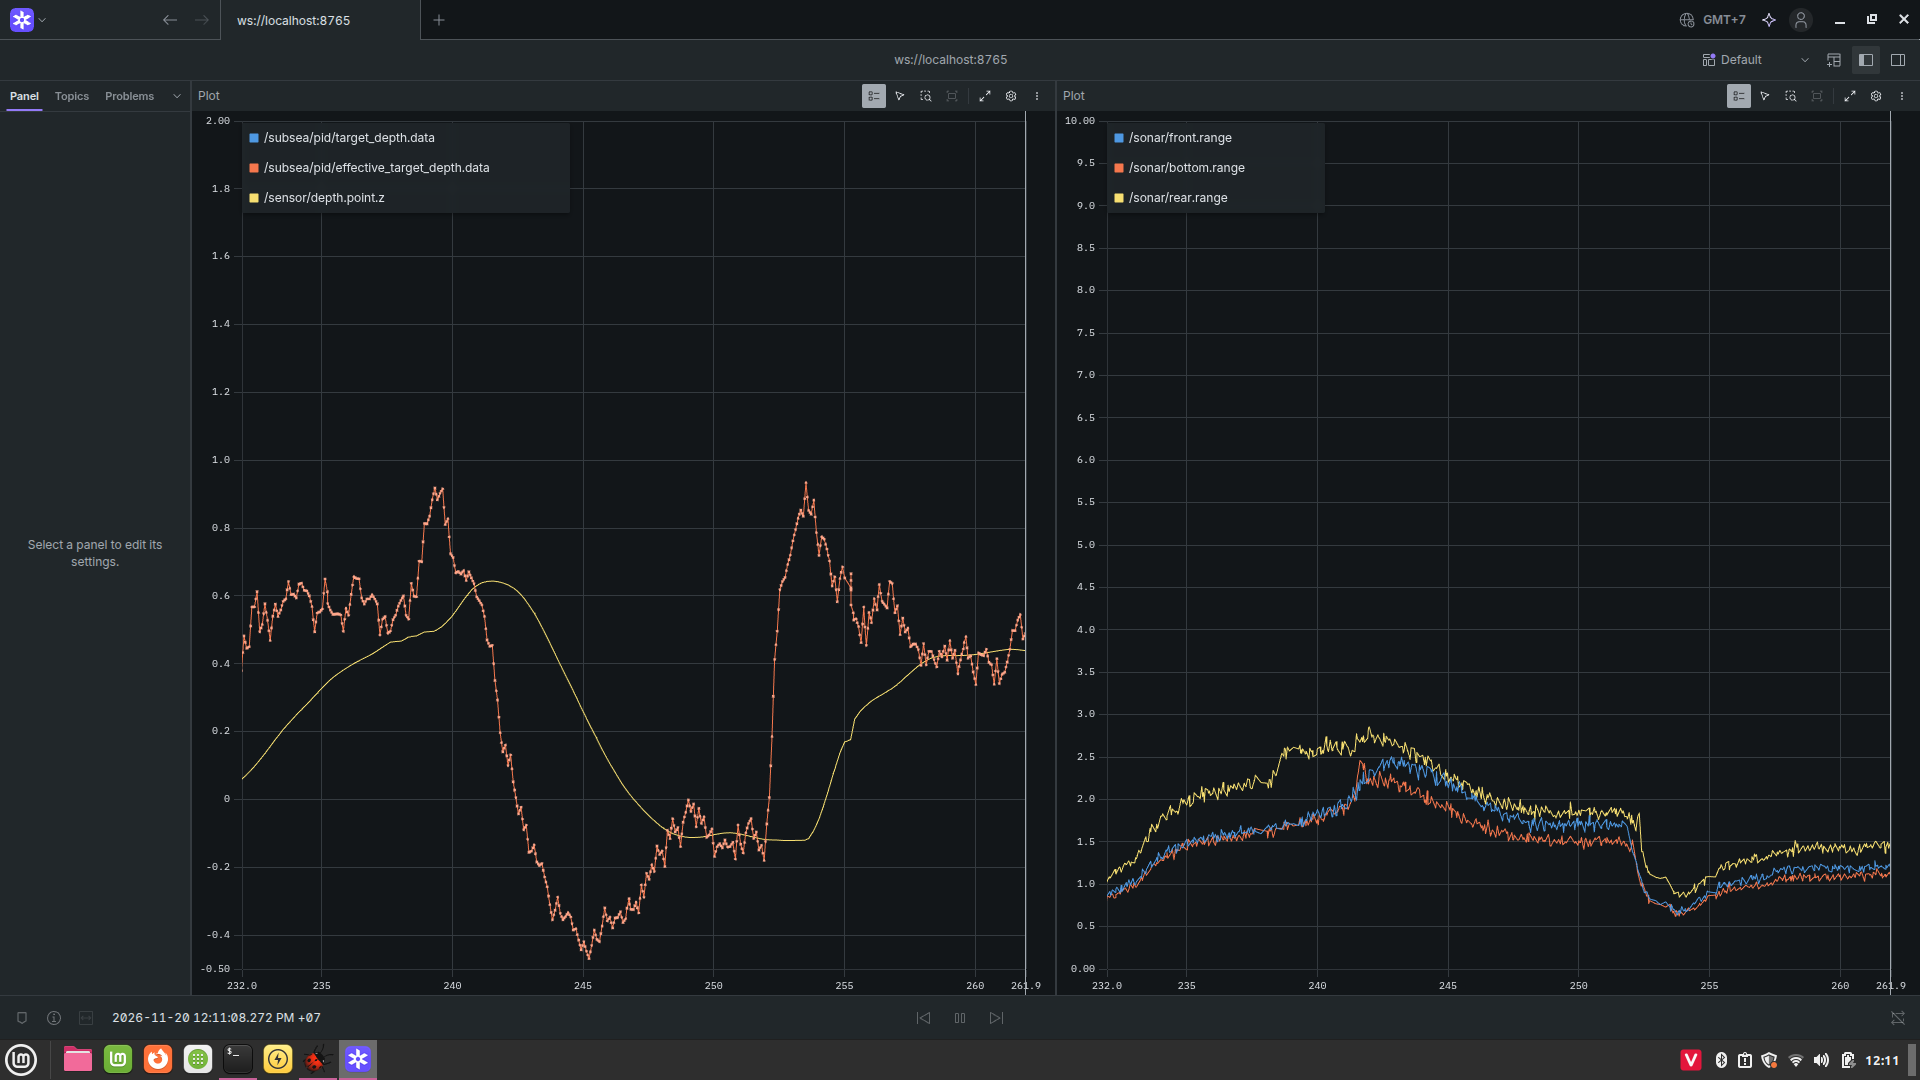 ws://localhost:8765
GMT+7
ws://localhost:8765
Default
Panel
Topics
Problems
Plot
Plot
Select a panel to edit its
settings.
/subsea/pid/target_depth.data
/subsea/pid/effective_target_depth.data
/sensor/depth.point.z
2.00
1.8
1.6
1.4
1.2
1.0
0.8
0.6
0.4
0.2
0
-0.2
-0.4
-0.50
232.0
235
240
245
250
255
260
261.9
/sonar/front.range
/sonar/bottom.range
/sonar/rear.range
10.00
9.5
9.0
8.5
8.0
7.5
7.0
6.5
6.0
5.5
5.0
4.5
4.0
3.5
3.0
2.5
2.0
1.5
1.0
0.5
0.00
232.0
235
240
245
250
255
260
261.9
2026-11-20 12:11:08.272 PM +07
12:11